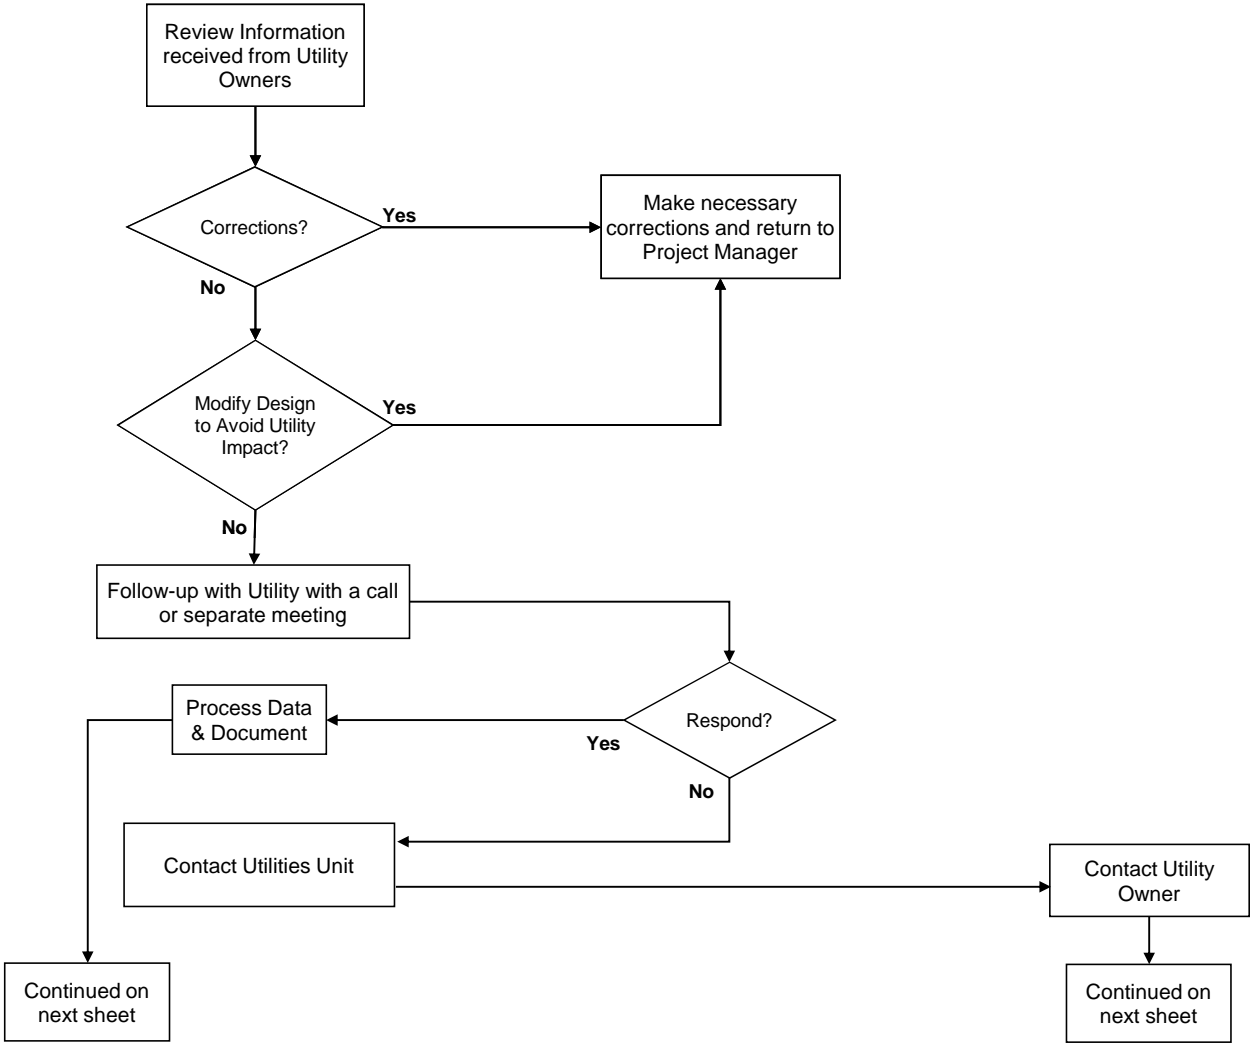 Review Information
received from Utility
Owners
Corrections?
Yes
Make necessary
corrections and return to
Project Manager
No
Modify Design
to Avoid Utility
Impact?
Yes
No
Follow-up with Utility with a call
or separate meeting
Process Data
& Document
Respond?
Yes
No
Contact Utilities Unit
Contact Utility
Owner
Continued on
next sheet
Continued on
next sheet